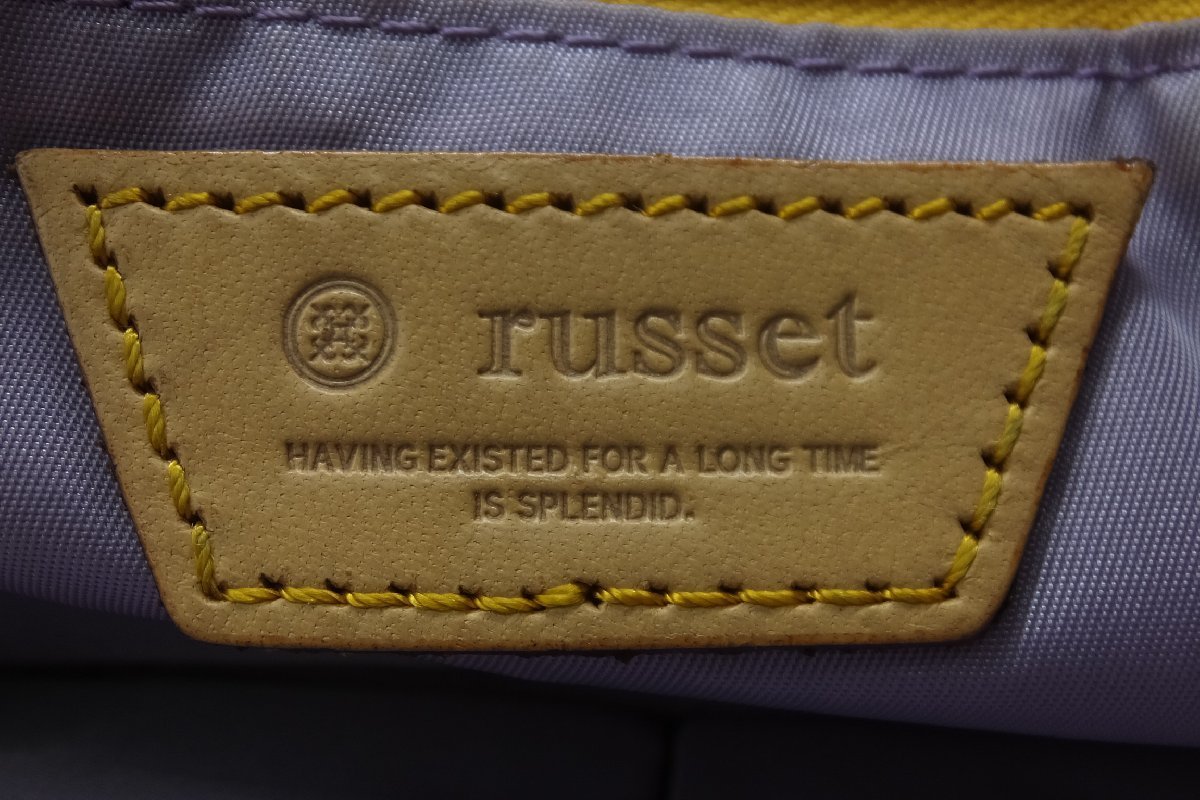 russet
HAVING EXISTED FOR A LONG TIME
IS SPLENDID.